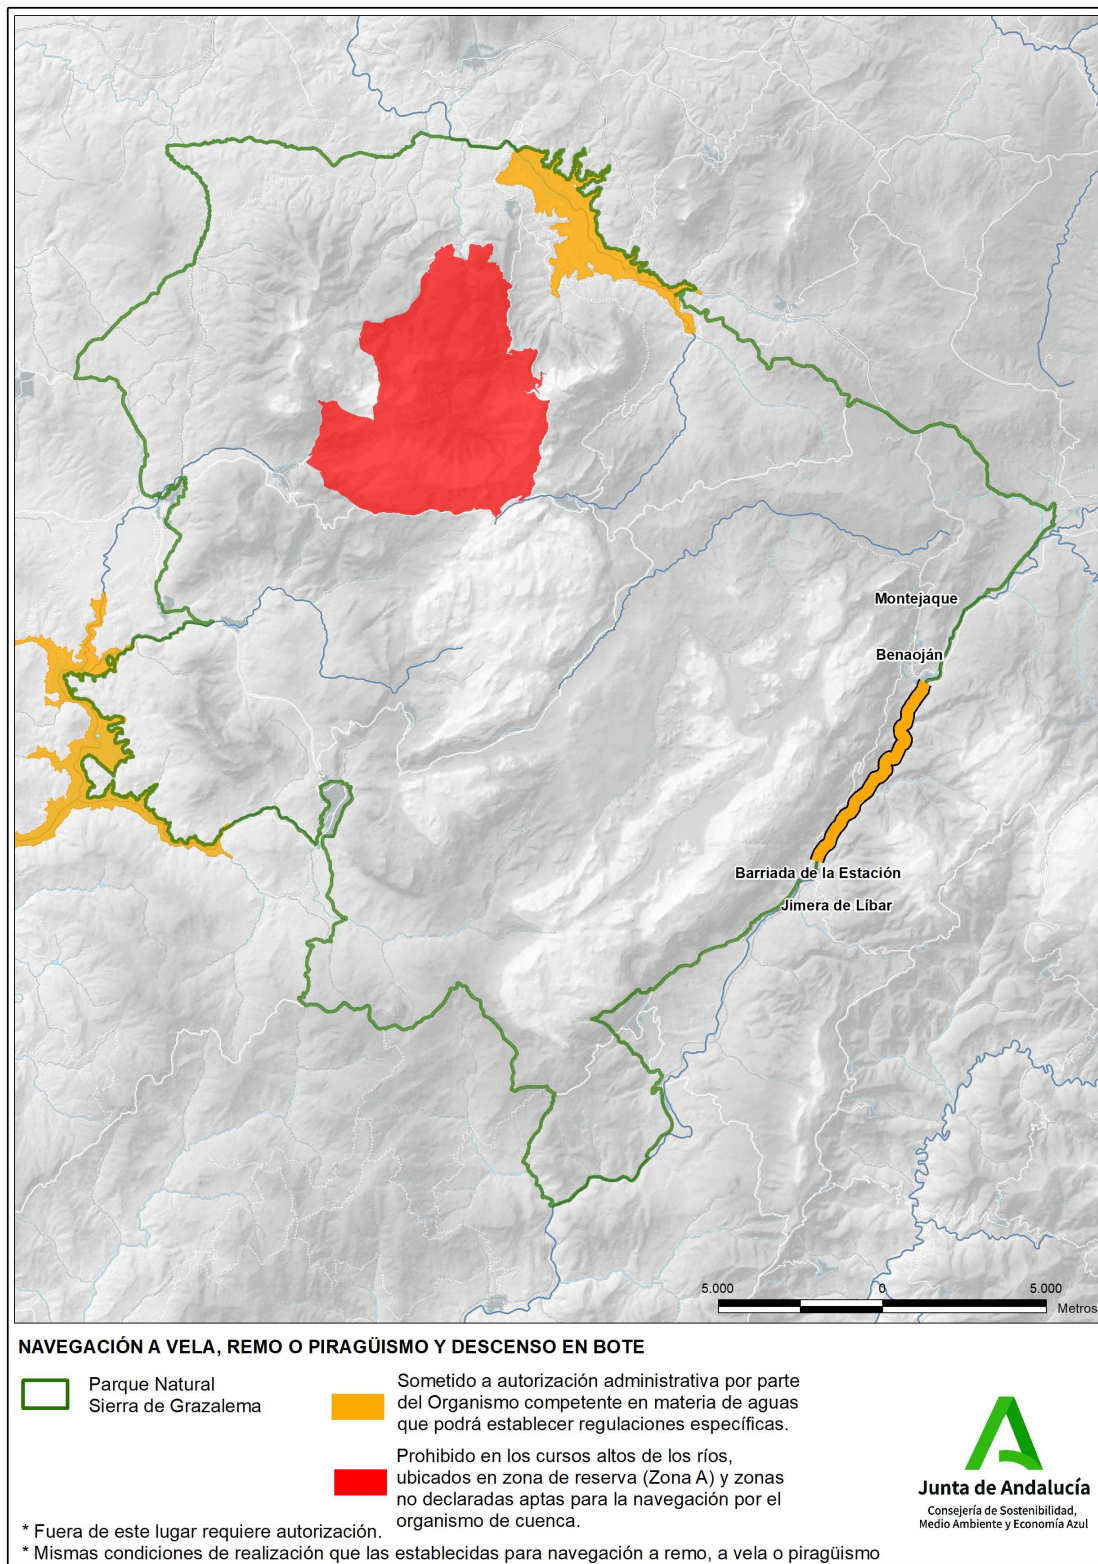 Montejaque
Benaoján
Barriada de la Estación
Jimera de Líbar
5.000 0 5.000
Metros
NAVEGACIÓN A VELA, REMO O PIRAGÜISMO Y DESCENSO EN BOTE
Parque Natural
Sierra de Grazalema
Sometido a autorización administrativa por parte
del Organismo competente en materia de aguas
que podrá establecer regulaciones específicas.
Prohibido en los cursos altos de los ríos,
ubicados en zona de reserva (Zona A) y zonas
no declaradas aptas para la navegación por el
organismo de cuenca.
Junta de Andalucía
Consejería de Sostenibilidad,
Medio Ambiente y Economía Azul
* Fuera de este lugar requiere autorización.
* Mismas condiciones de realización que las establecidas para navegación a remo, a vela o piragüismo